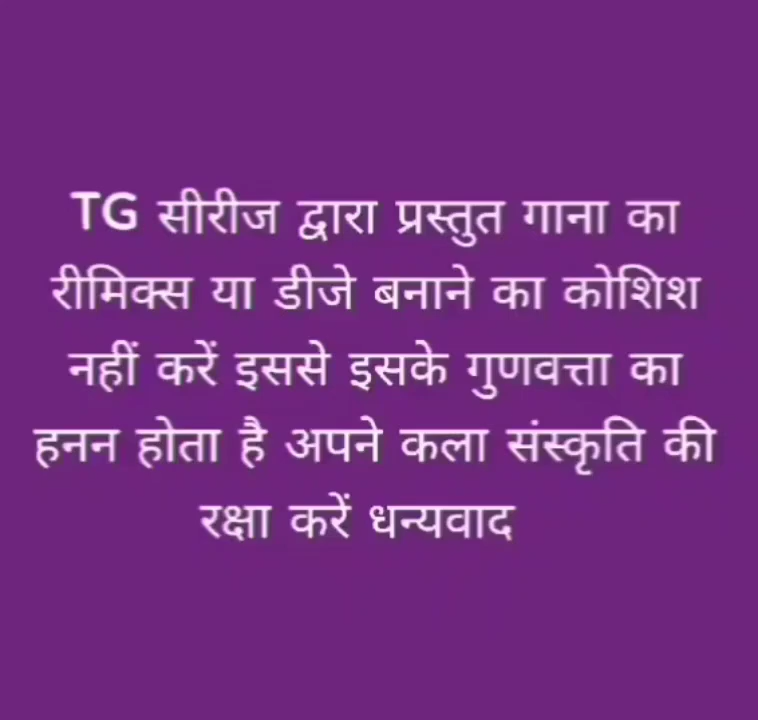 TG सीरीज द्वारा प्रस्तुत गाना का
रीमिक्स या डीजे बनाने का कोशिश
नहीं करें इससे इसके गुणवत्ता का
हनन होता है अपने कला संस्कृति की
रक्षा करें धन्यवाद